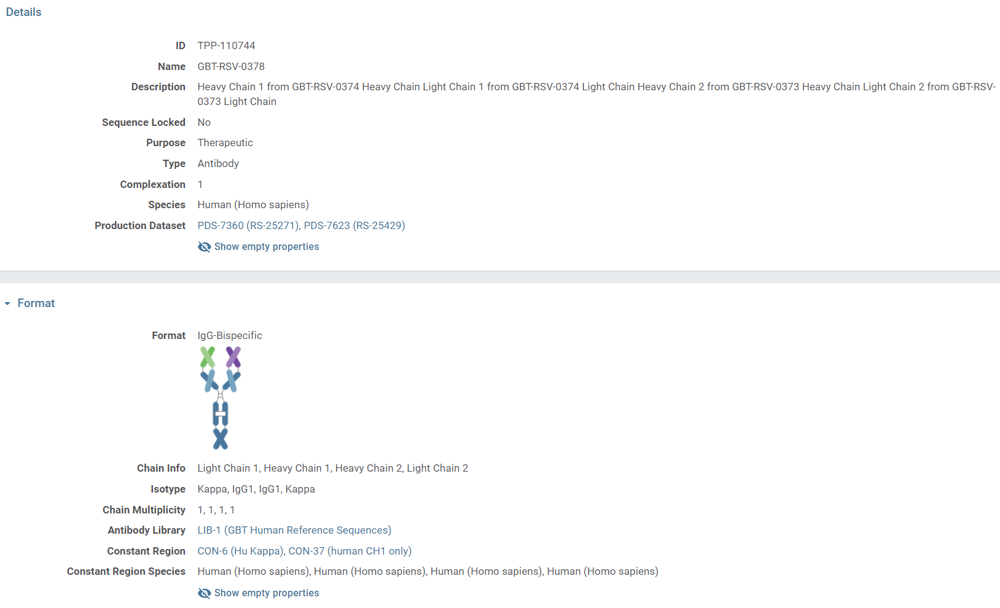 Details
ID TPP-110744
Name GBT-RSV-0378
Description Heavy Chain 1 from GBT-RSV-0374 Heavy Chain Light Chain 1 from GBT-RSV-0374 Light Chain Heavy Chain 2 from GBT-RSV-0373 Heavy Chain Light Chain 2 from GBT-RSV-
0373 Light Chain
Sequence Locked No
Purpose Therapeutic
Type Antibody
Complexation 1
Species Human (Homo sapiens)
Production Dataset PDS-7360 (RS-25271), PDS-7623 (RS-25429)
Show empty properties
Format
Format IgG-Bispecific
Chain Info Light Chain 1, Heavy Chain 1, Heavy Chain 2, Light Chain 2
Isotype Kappa, IgG1, IgG1, Kappa
Chain Multiplicity 1, 1, 1, 1
Antibody Library LIB-1 (GBT Human Reference Sequences)
Constant Region CON-6 (Hu Kappa), CON-37 (human CH1 only)
Constant Region Species Human (Homo sapiens), Human (Homo sapiens), Human (Homo sapiens), Human (Homo sapiens)
Show empty properties